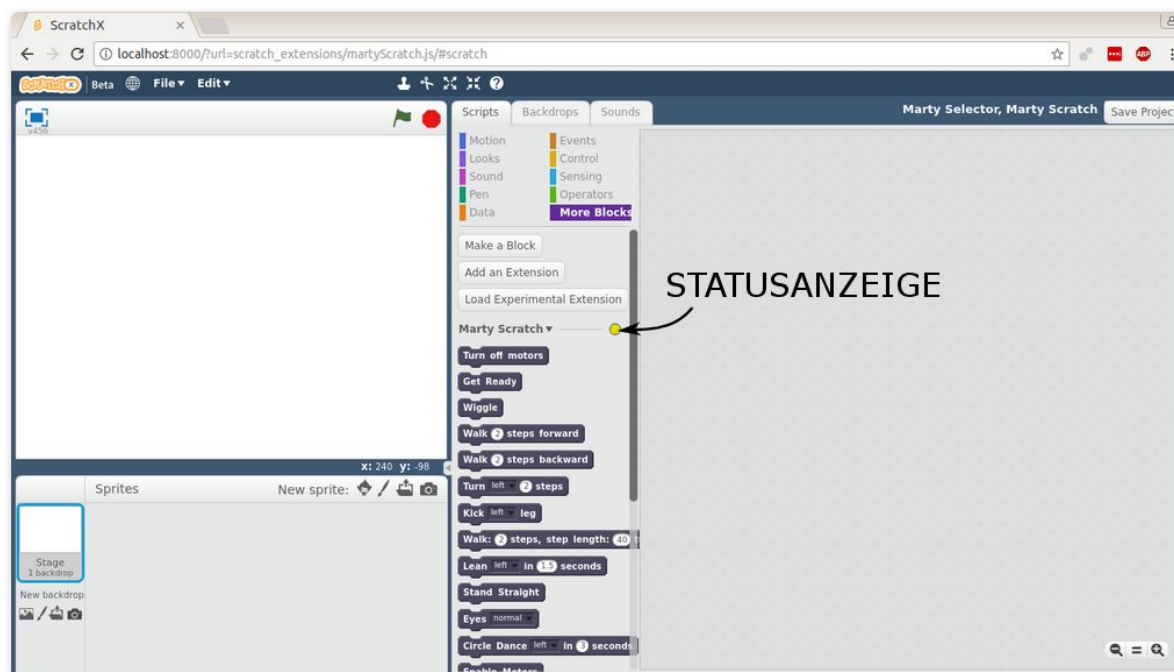 ScratchX
localhost:8000/?url=scratch_extensions/martyScratch.js/#scratch
ABP
Beta File Edit
v456
Scripts Backdrops Sounds
Marty Selector, Marty Scratch
Save Projec
Motion Events
Looks Control
Sound Sensing
Pen Operators
Data More Blocks
Make a Block
Add an Extension
Load Experimental Extension
STATUSANZEIGE
Marty Scratch
Turn off motors
Get Ready
Wiggle
Walk 2 steps forward
Walk 2 steps backward
Turn left 2 steps
Kick left leg
Walk: 2 steps, step length: 40 t
Lean left in 1.5 seconds
Stand Straight
Eyes normal
Circle Dance left in 3 seconds
Enable Motors
x: 240 y: -98
Sprites New sprite:
Stage
1 backdrop
New backdrop